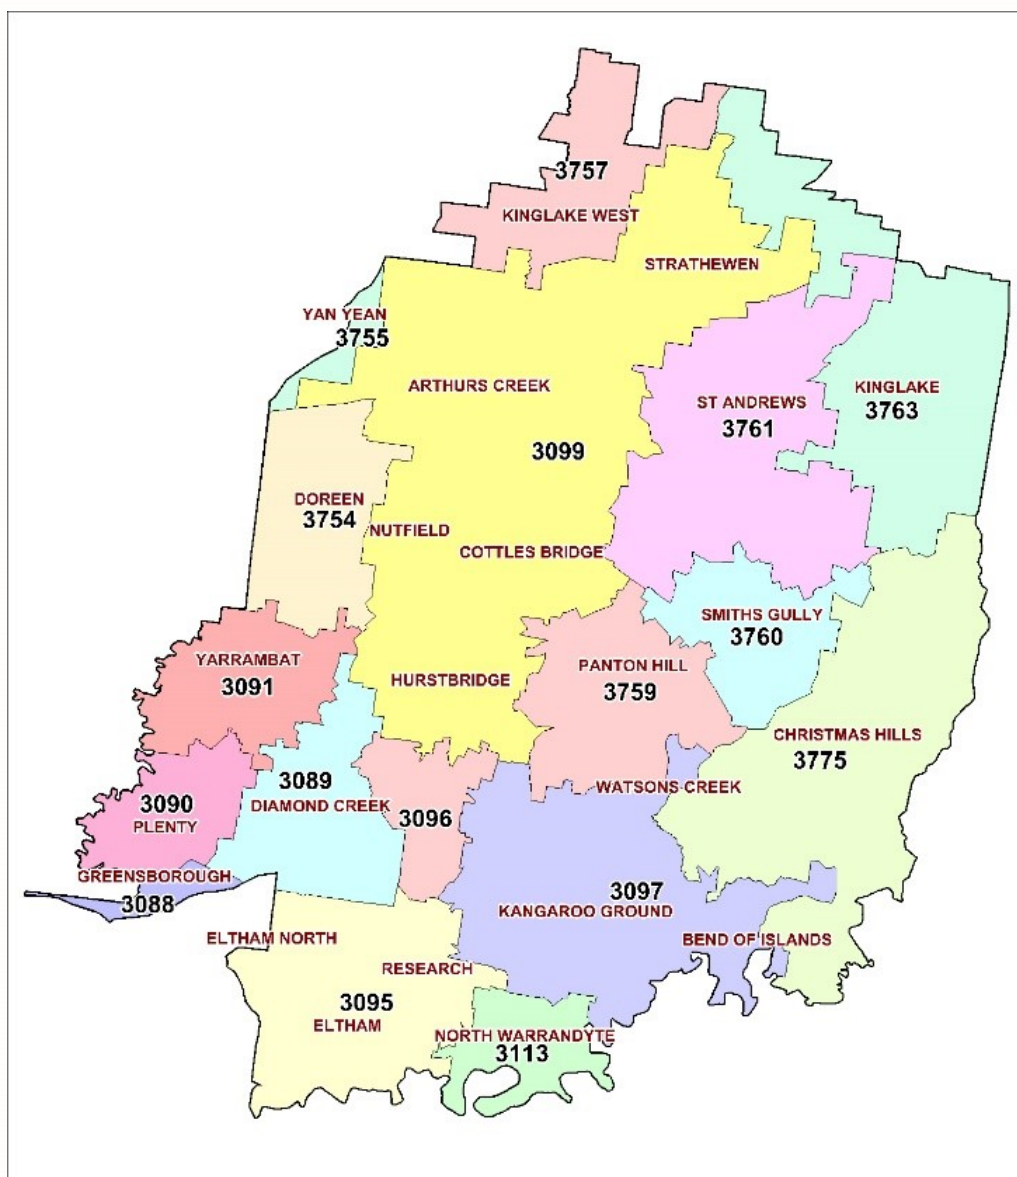 3757
KINGLAKE WEST
STRATHEWEN
YAN YEAN
3755
ARTHURS CREEK
KINGLAKE
3763
ST ANDREWS
3761
3099
DOREEN
3754
NUTFIELD
COTTLES BRIDGE
SMITHS GULLY
3760
YARRAMBAT
3091
HURSTBRIDGE
PANTON HILL
3759
CHRISTMAS HILLS
3775
3089
DIAMOND CREEK
WATSONS CREEK
3090
PLENTY
3096
GREENSBOROUGH
3088
3097
KANGAROO GROUND
ELTHAM NORTH
BEND OF ISLANDS
RESEARCH
3095
ELTHAM
NORTH WARRANDYTE
3113